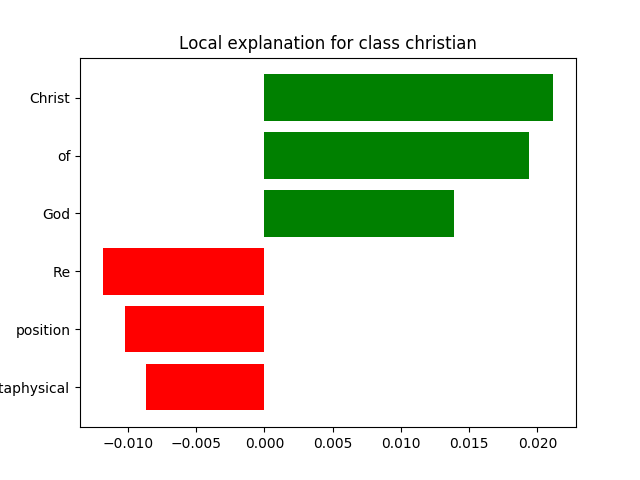 Local explanation for class christian
Christ
of
God
Re
position
taphysical
−0.010 −0.005 0.000 0.005 0.010 0.015 0.020